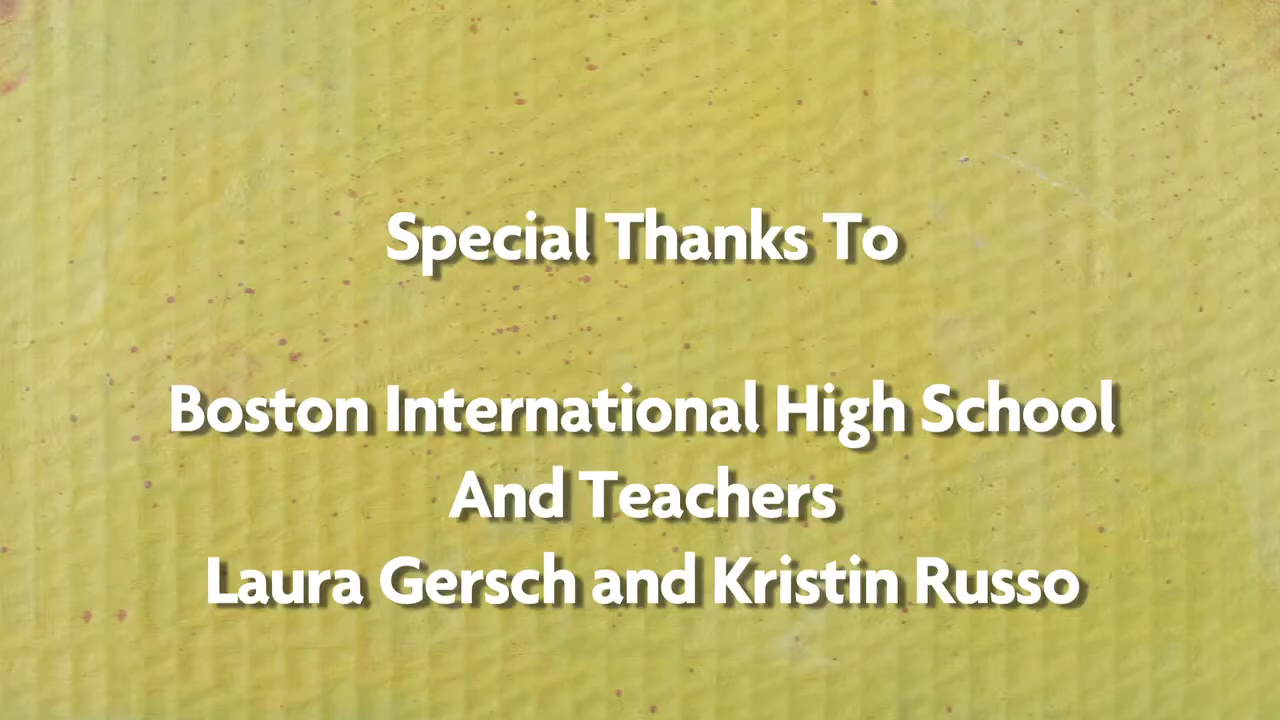 Special Thanks To
Boston International High School
And Teachers
Laura Gersch and Kristin Russo